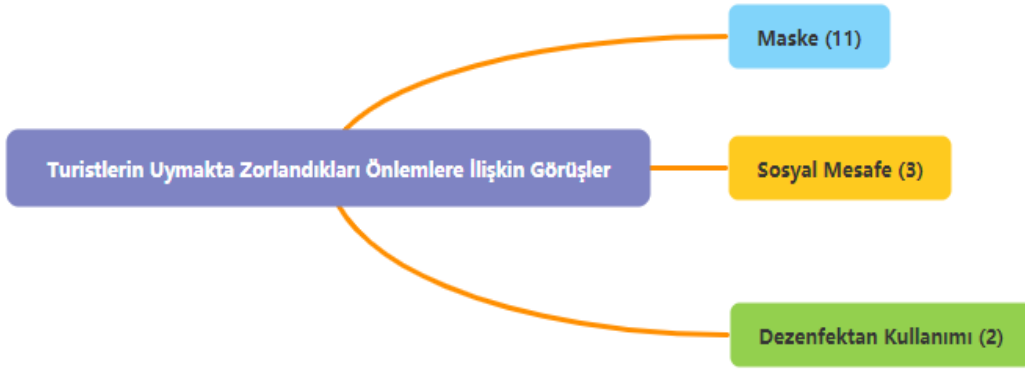 Maske (11)
Turistlerin Uymakta Zorlandıkları Önlemlere İlişkin Görüşler
Sosyal Mesafe (3)
Dezenfektan Kullanımı (2)